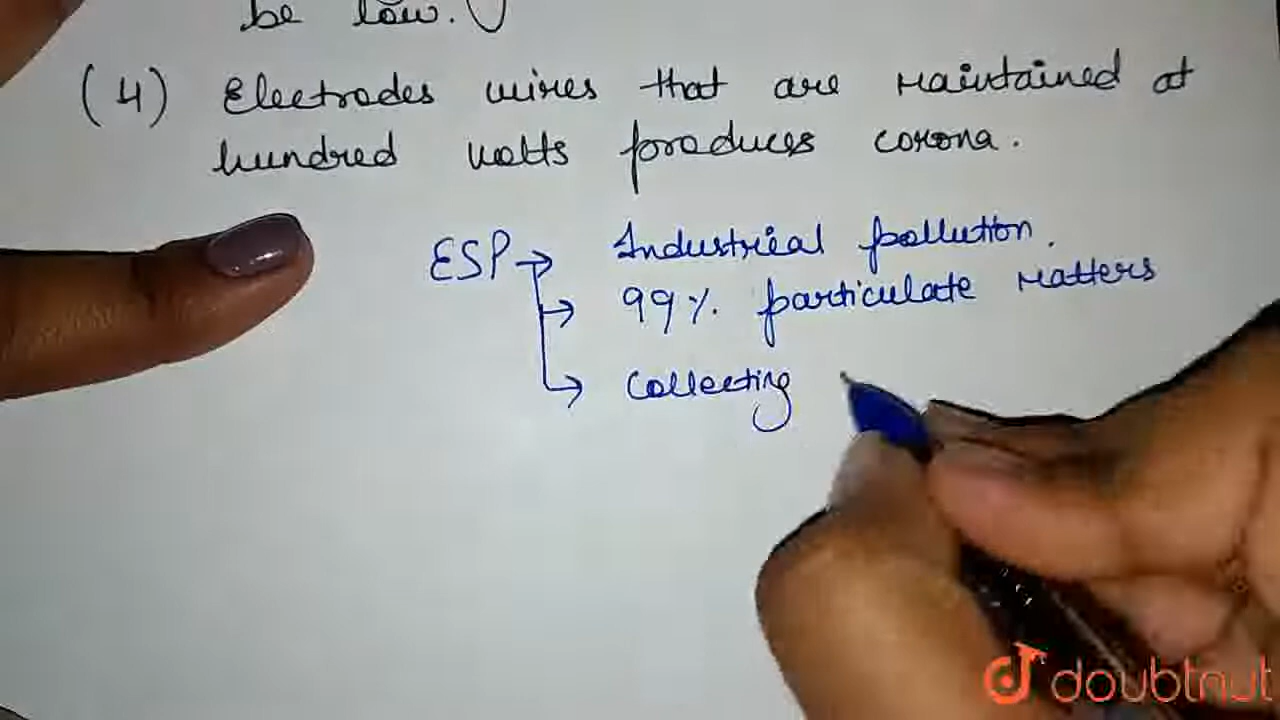 be low.
(4) Electrodes wires that are maintained at
hundred volts produces corona.
ESP → Industrial pollution.
→ 99% particulate matters
→ collecting
doubtnut